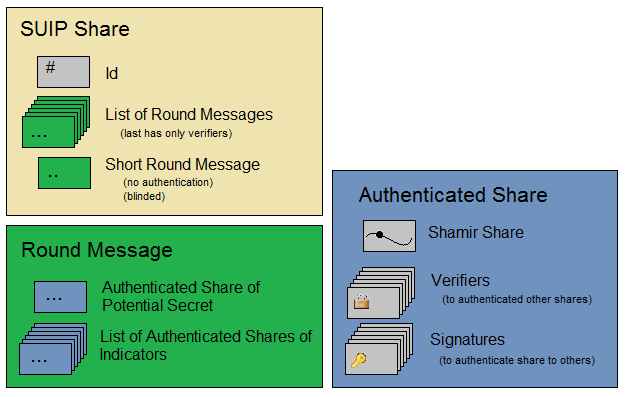 SUIP Share
#
Id
...
List of Round Messages
(last has only verifiers)
..
Short Round Message
(no authentication)
(blinded)
Round Message
...
Authenticated Share of
Potential Secret
...
List of Authenticated Shares of
Indicators
Authenticated Share
Shamir Share
Verifiers
(to authenticated other shares)
Signatures
(to authenticate share to others)